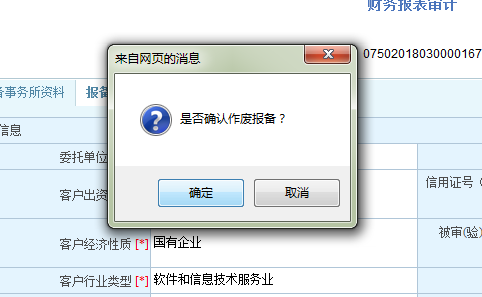 财务报表审计
来自网页的消息
07502018030000167
备事务所资料
报备
是否确认作废报备？
信息
委托单位
客户出资
信用证号
确定
取消
被审(验)
客户经济性质 [*]
国有企业
客户行业类型 [*]
软件和信息技术服务业